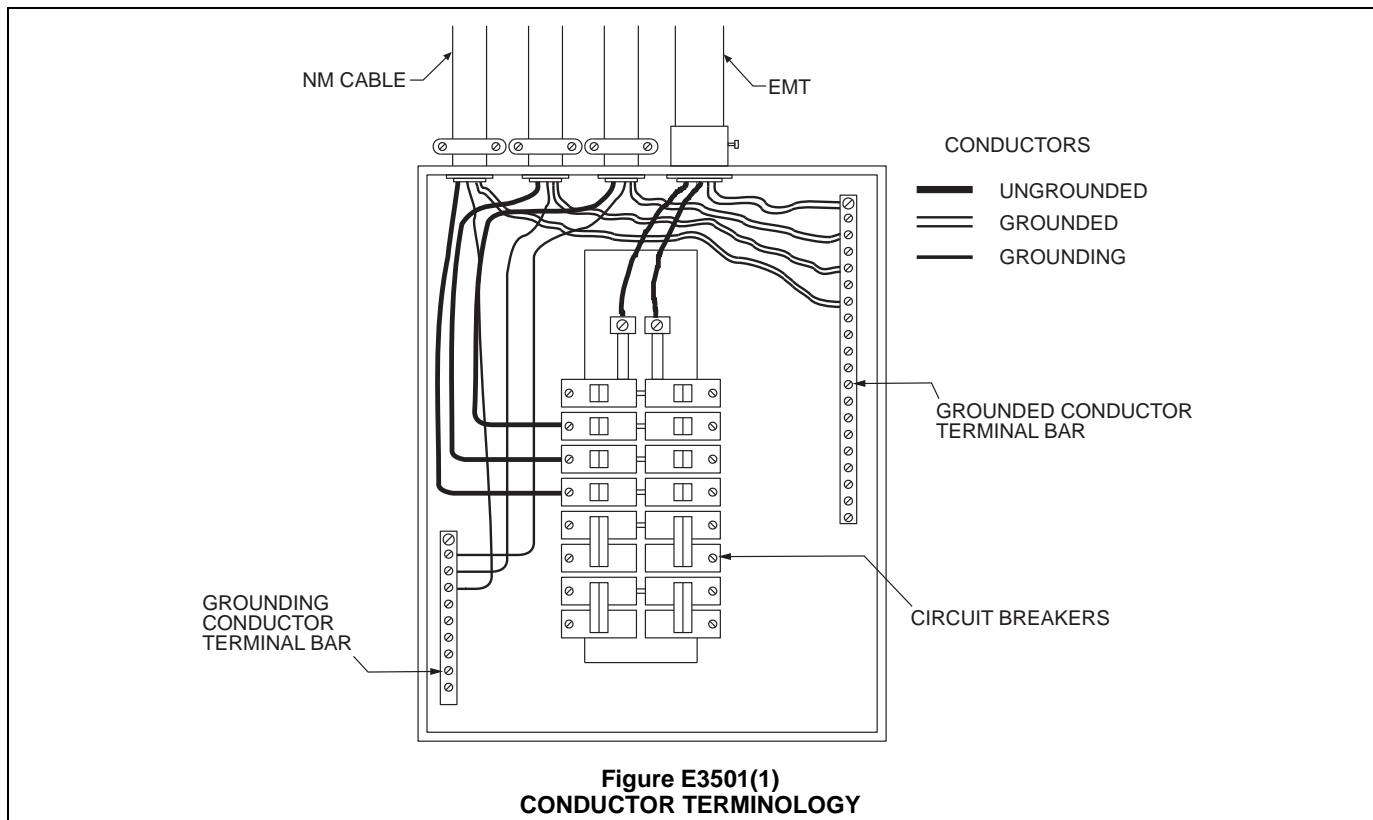 NM CABLE
EMT
CONDUCTORS
UNGROUNDED
GROUNDED
GROUNDING
GROUNDED CONDUCTOR
TERMINAL BAR
CIRCUIT BREAKERS
GROUNDING
CONDUCTOR
TERMINAL BAR
Figure E3501(1)
CONDUCTOR TERMINOLOGY